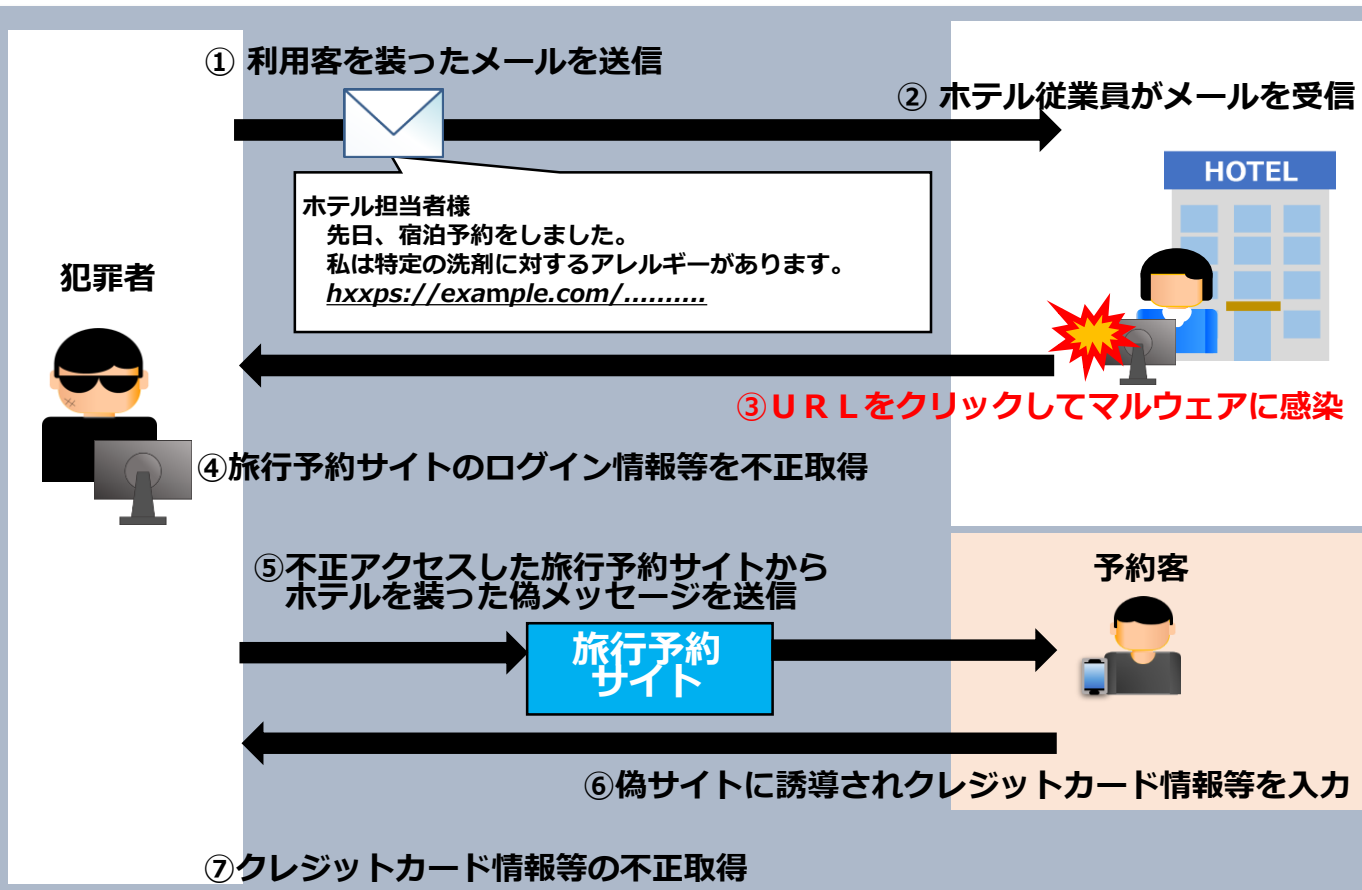 ① 利用客を装ったメールを送信
② ホテル従業員がメールを受信
HOTEL
ホテル担当者様
先日、宿泊予約をしました。
私は特定の洗剤に対するアレルギーがあります。
hxxps://example.com/..........
犯罪者
③ＵＲＬをクリックしてマルウェアに感染
④旅行予約サイトのログイン情報等を不正取得
⑤不正アクセスした旅行予約サイトから
ホテルを装った偽メッセージを送信
予約客
旅行予約
サイト
⑥偽サイトに誘導されクレジットカード情報等を入力
⑦クレジットカード情報等の不正取得